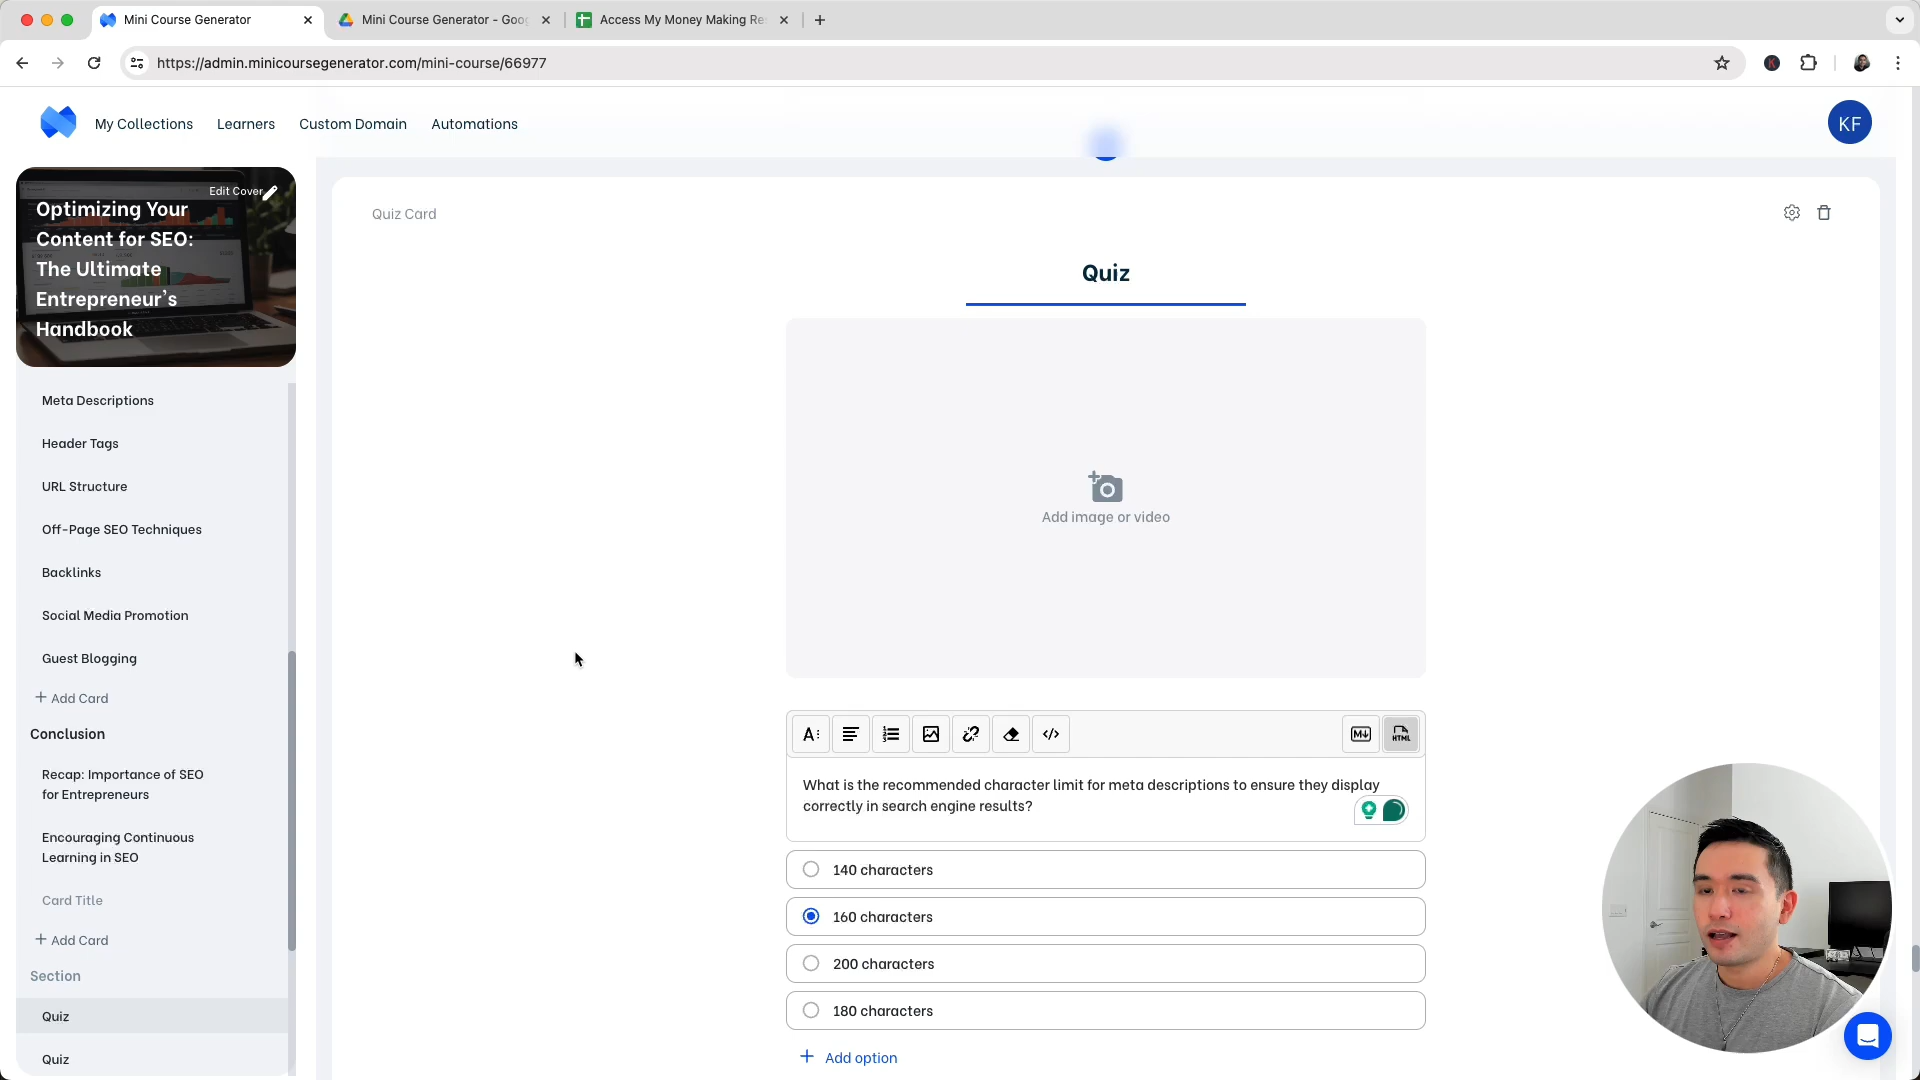 Mini Course Generator
Mini Course Generator - Goo
Access My Money Making Re
https://admin.minicoursegenerator.com/mini-course/66977
My Collections
Learners
Custom Domain
Automations
KF
Edit Cover
Optimizing Your
Content for SEO:
The Ultimate
Entrepreneur's
Handbook
Meta Descriptions
Header Tags
URL Structure
Off-Page SEO Techniques
Backlinks
Social Media Promotion
Guest Blogging
+ Add Card
Conclusion
Recap: Importance of SEO
for Entrepreneurs
Encouraging Continuous
Learning in SEO
Card Title
+ Add Card
Section
Quiz
Quiz
Quiz Card
Quiz
Add image or video
HTML
What is the recommended character limit for meta descriptions to ensure they display
correctly in search engine results?
140 characters
160 characters
200 characters
180 characters
+ Add option